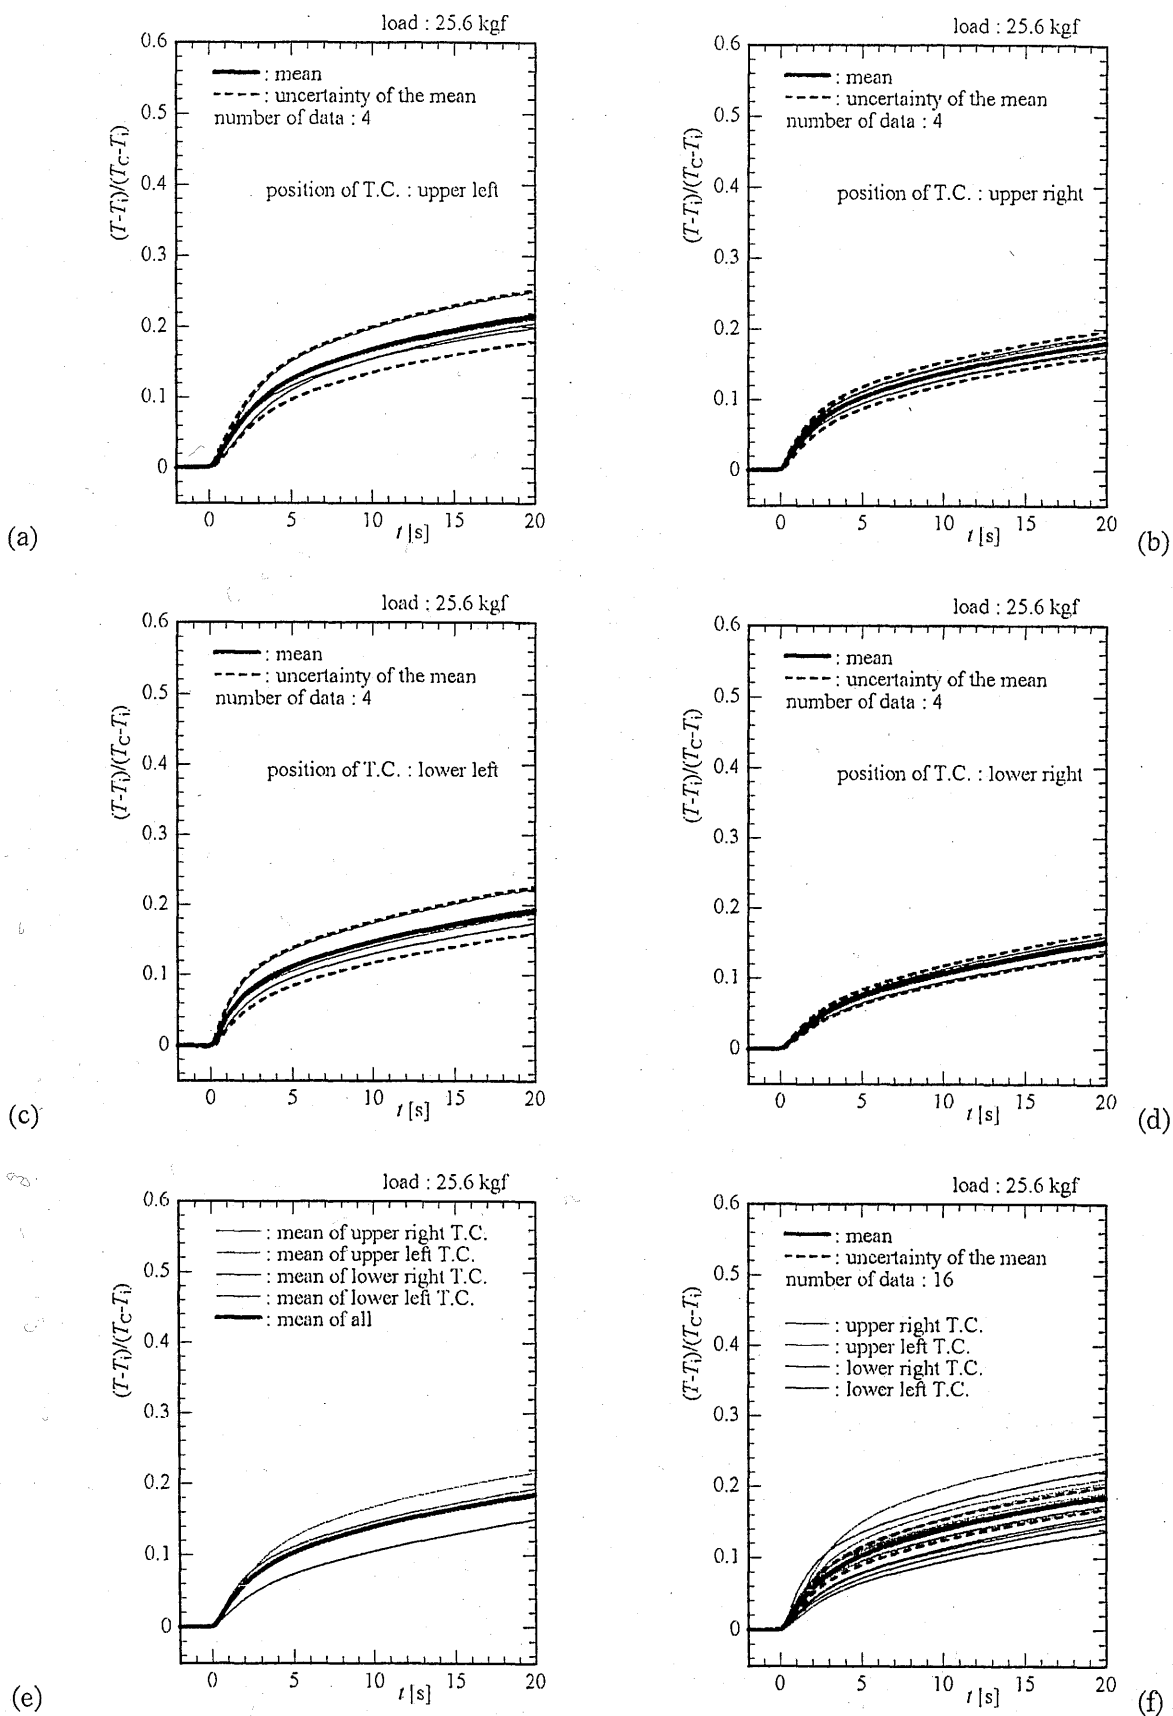 load : 25.6 kgf
0.6
0.5
0.4
0.3
0.2
0.1
0
(T-Ti)/(TC-Ti)
: mean
: uncertainty of the mean
number of data : 4
position of T.C. : upper left
0 5 10 15 20
t [s]
(a)
load : 25.6 kgf
0.6
0.5
0.4
0.3
0.2
0.1
0
(T-Ti)/(TC-Ti)
: mean
: uncertainty of the mean
number of data : 4
position of T.C. : upper right
0 5 10 15 20
t [s]
(b)
load : 25.6 kgf
0.6
0.5
0.4
0.3
0.2
0.1
0
(T-Ti)/(TC-Ti)
: mean
: uncertainty of the mean
number of data : 4
position of T.C. : lower left
0 5 10 15 20
t [s]
(c)
load : 25.6 kgf
0.6
0.5
0.4
0.3
0.2
0.1
0
(T-Ti)/(TC-Ti)
: mean
: uncertainty of the mean
number of data : 4
position of T.C. : lower right
0 5 10 15 20
t [s]
(d)
load : 25.6 kgf
0.6
0.5
0.4
0.3
0.2
0.1
0
(T-Ti)/(TC-Ti)
: mean of upper right T.C.
: mean of upper left T.C.
: mean of lower right T.C.
: mean of lower left T.C.
: mean of all
0 5 10 15 20
t [s]
(e)
load : 25.6 kgf
0.6
0.5
0.4
0.3
0.2
0.1
0
(T-Ti)/(TC-Ti)
: mean
: uncertainty of the mean
number of data : 16
: upper right T.C.
: upper left T.C.
: lower right T.C.
: lower left T.C.
0 5 10 15 20
t [s]
(f)